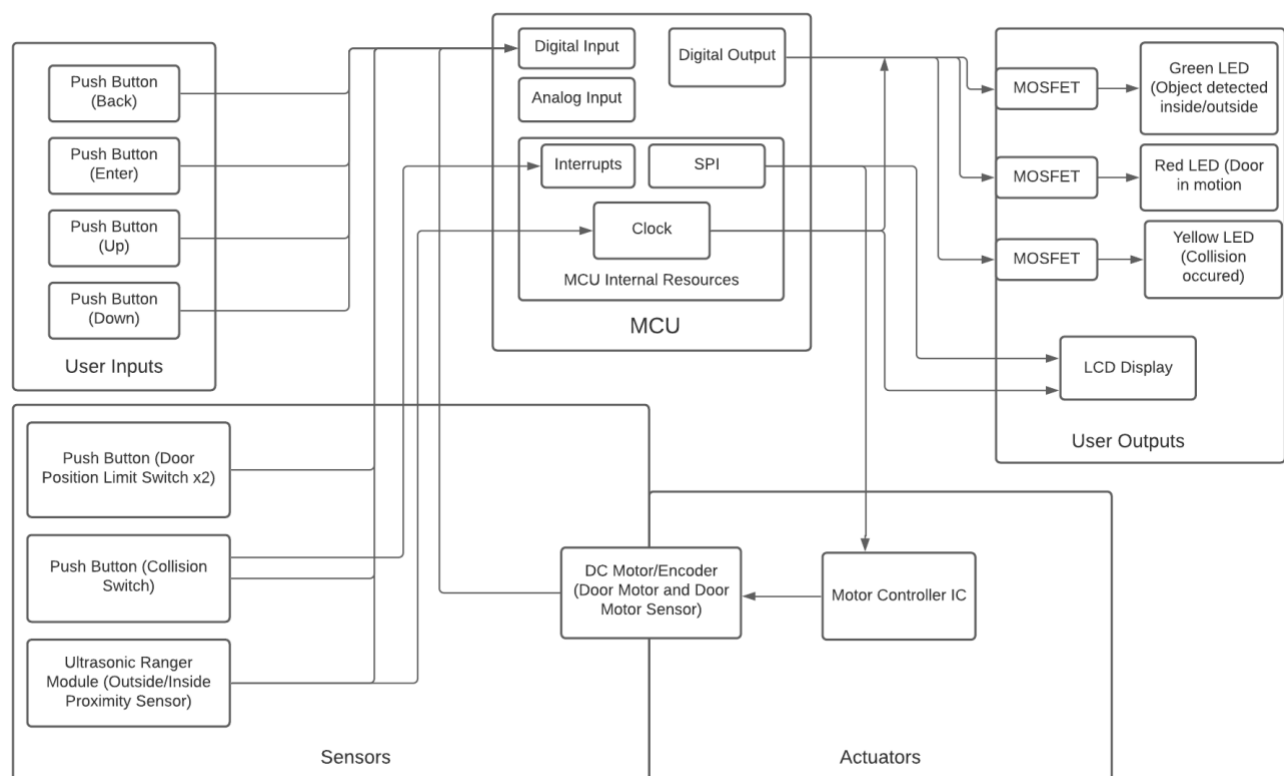 Push Button
(Back)
Push Button
(Enter)
Push Button
(Up)
Push Button
(Down)
User Inputs
Digital Input
Digital Output
Analog Input
Interrupts
SPI
Clock
MCU Internal Resources
MCU
MOSFET
Green LED
(Object detected
inside/outside
MOSFET
Red LED (Door
in motion
MOSFET
Yellow LED
(Collision
occured)
LCD Display
User Outputs
Push Button (Door
Position Limit Switch x2)
Push Button (Collision
Switch)
Ultrasonic Ranger
Module (Outside/Inside
Proximity Sensor)
Sensors
DC Motor/Encoder
(Door Motor and Door
Motor Sensor)
Motor Controller IC
Actuators